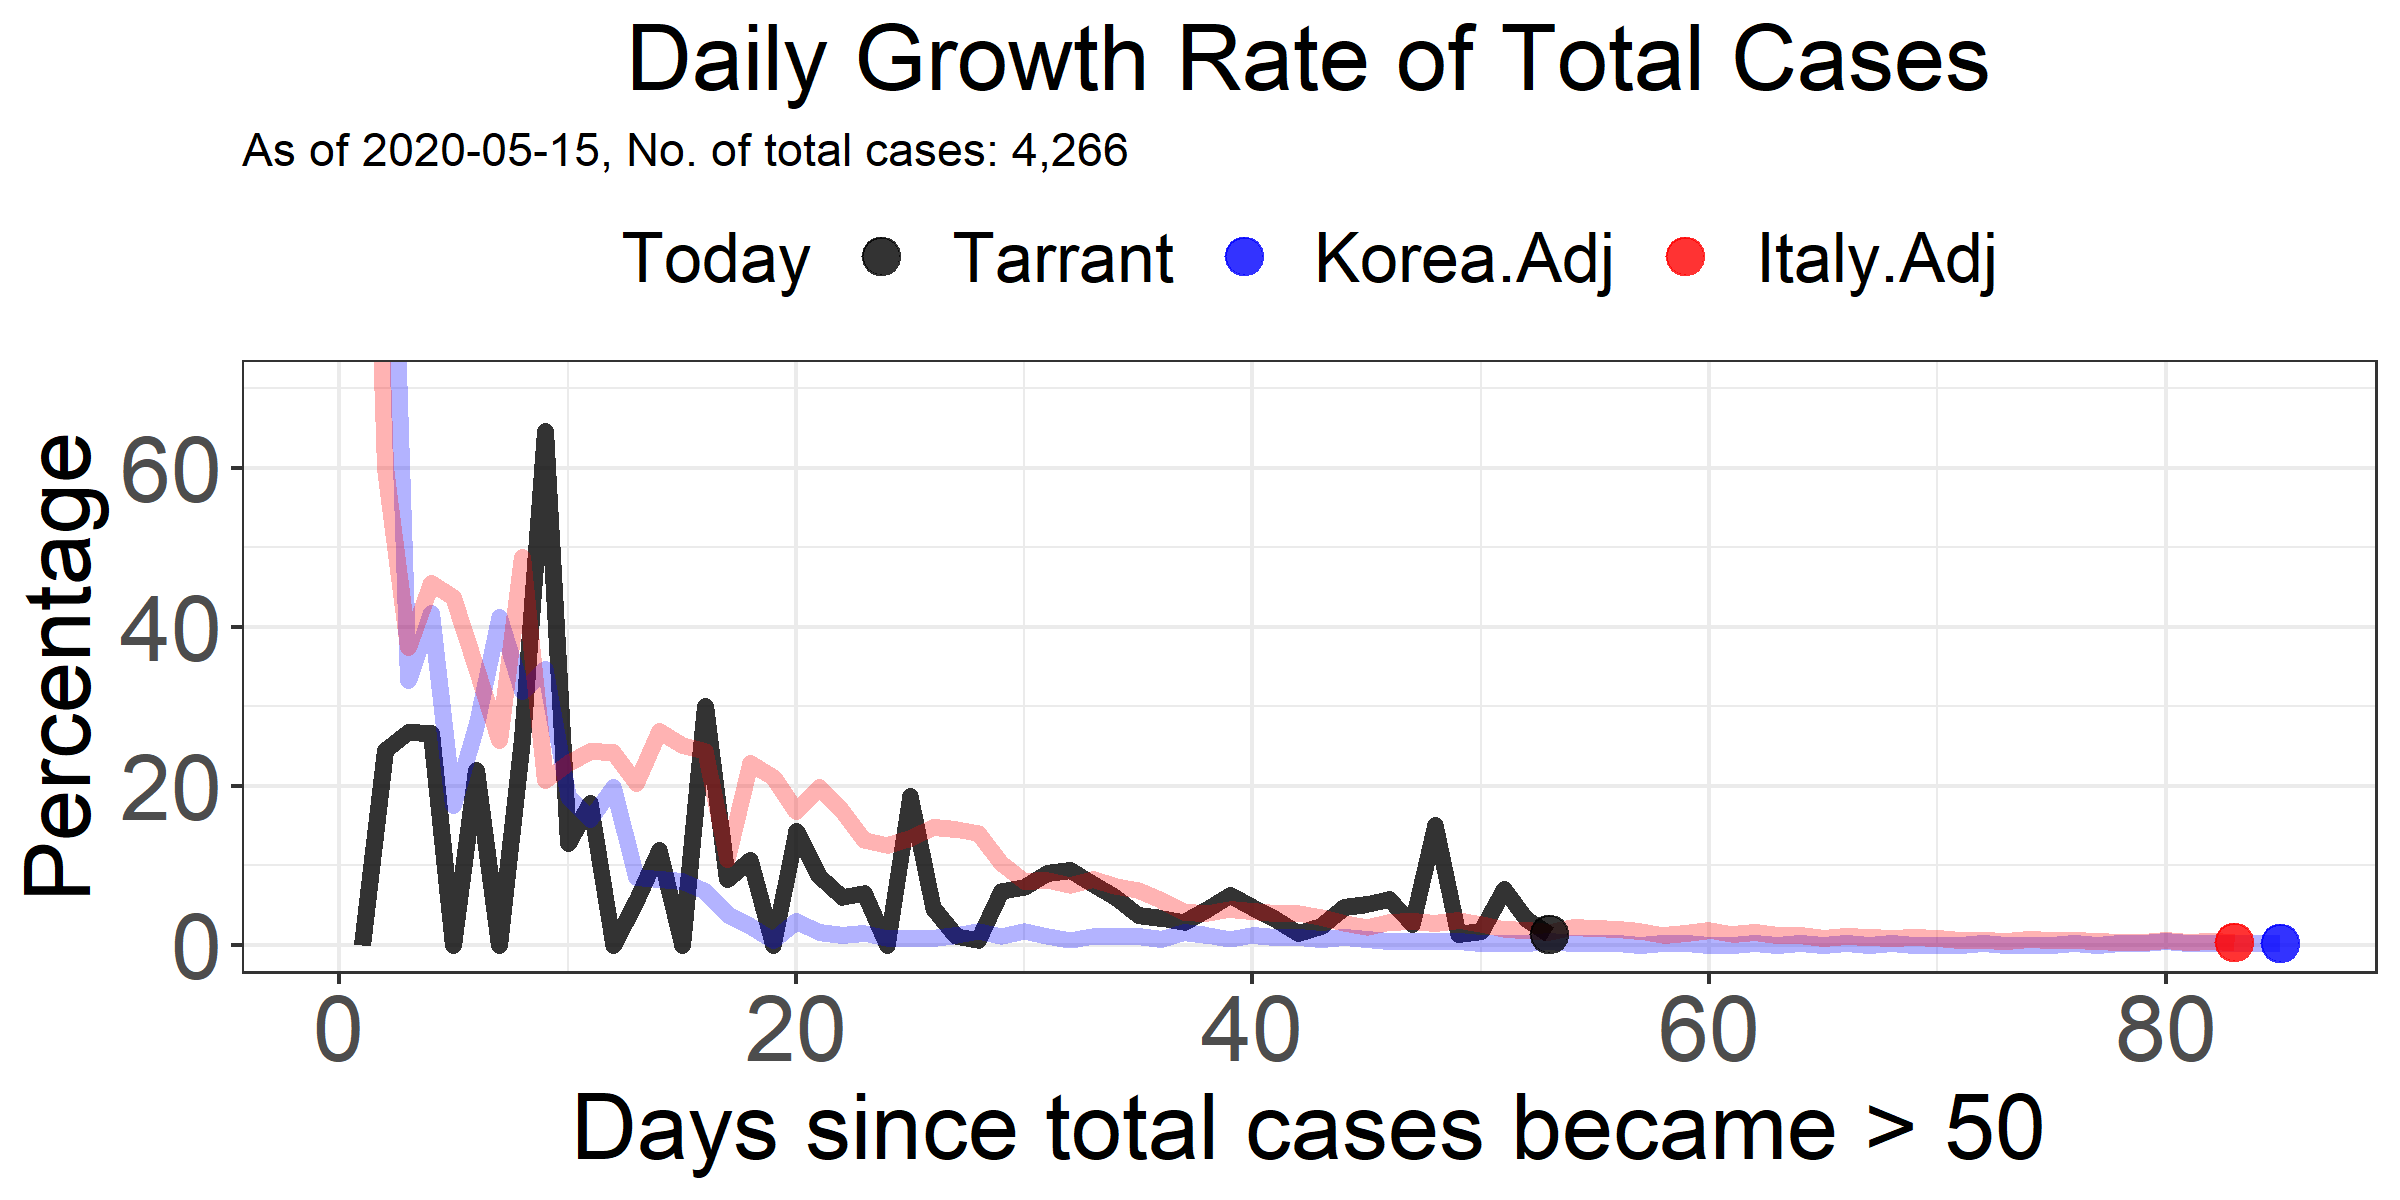 Daily Growth Rate of Total Cases
As of 2020-05-15, No. of total cases: 4,266
Today Tarrant Korea.Adj Italy.Adj
Percentage
60
40
20
0
0 20 40 60 80
Days since total cases became > 50